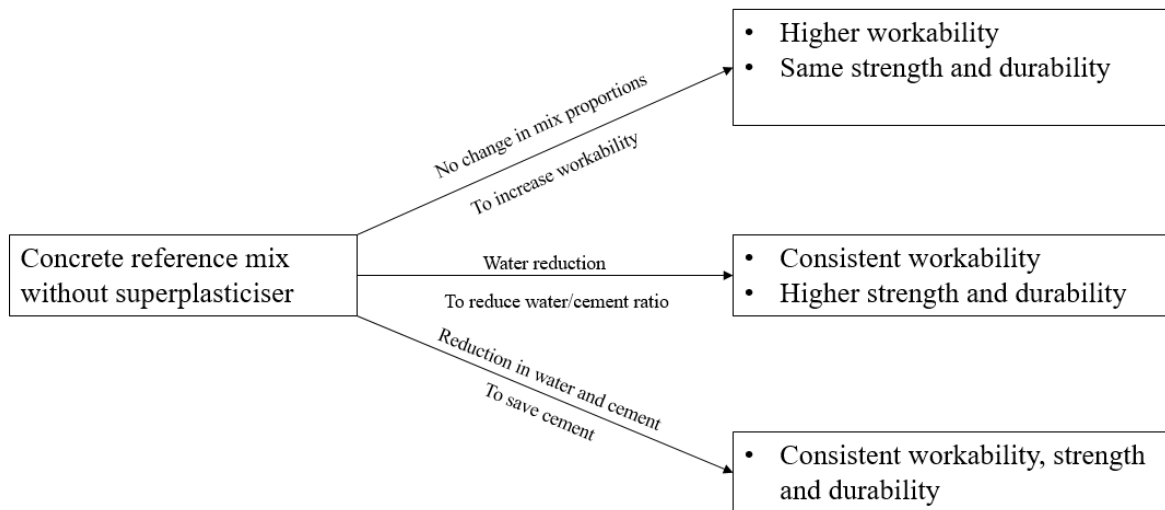 • Higher workability
• Same strength and durability
No change in mix proportions
To increase workability
Concrete reference mix
without superplasticiser
Water reduction
To reduce water/cement ratio
• Consistent workability
• Higher strength and durability
Reduction in water and cement
To save cement
• Consistent workability, strength
and durability